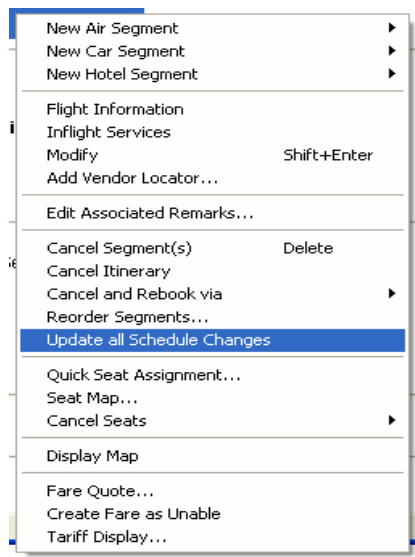 New Air Segment
New Car Segment
New Hotel Segment
Flight Information
Inflight Services
Modify Shift+Enter
Add Vendor Locator...
Edit Associated Remarks...
Cancel Segment(s) Delete
Cancel Itinerary
Cancel and Rebook via
Reorder Segments...
Update all Schedule Changes
Quick Seat Assignment...
Seat Map...
Cancel Seats
Display Map
Fare Quote...
Create Fare as Unable
Tariff Display...